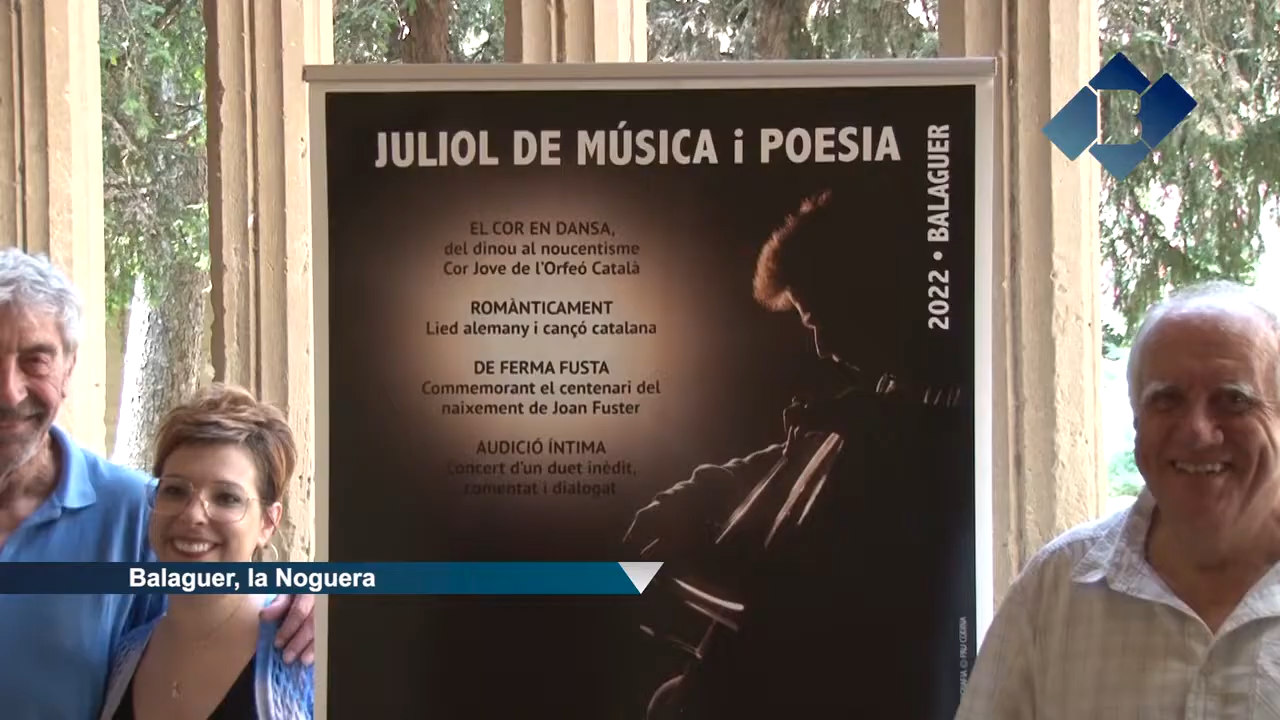 JULIOL DE MÚSICA i POESIA
2022 • BALAGUER
EL COR EN DANSA,
del dinou al noucentisme
Cor Jove de l'Orfeó Català
ROMÀNTICAMENT
Lied alemany i cançó catalana
DE FERMA FUSTA
Commemorant el centenari del
naixement de Joan Fuster
AUDICIÓ ÍNTIMA
Concert d'un duet inèdit,
comentat i dialogat
Balaguer, la Noguera
B